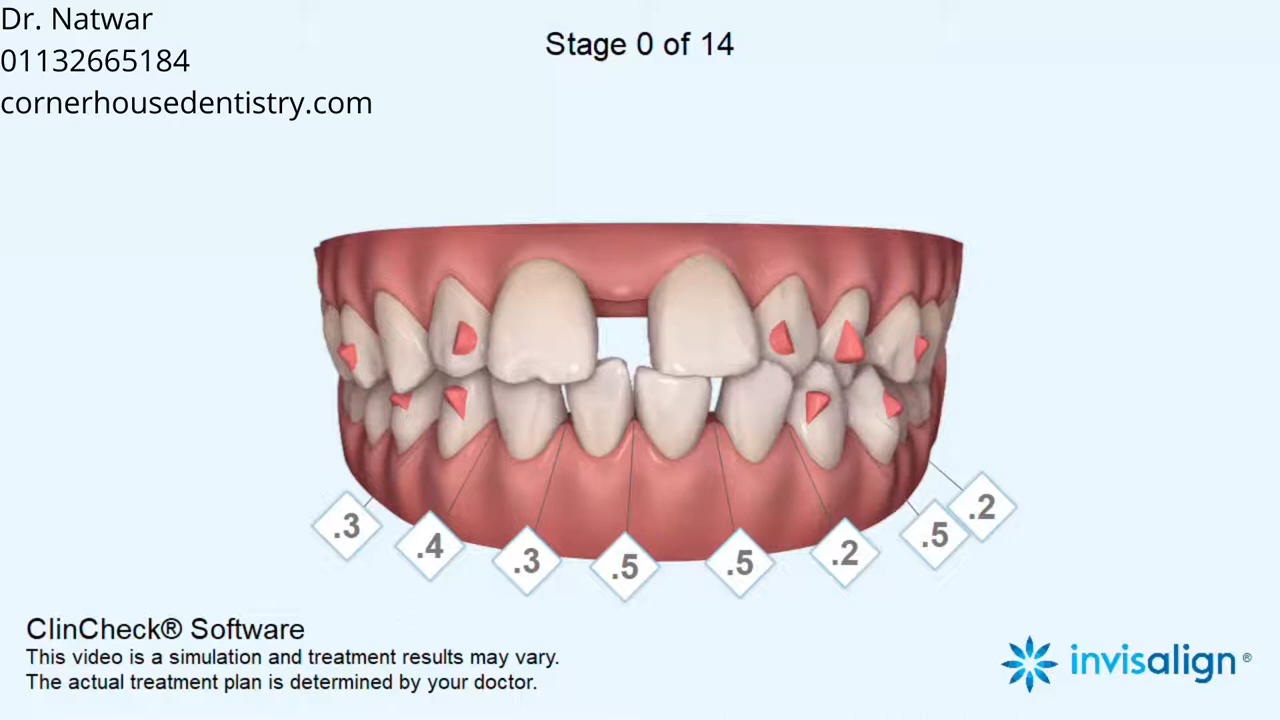 Dr. Natwar
01132665184
cornerhousedentistry.com
Stage 0 of 14
.3
.4
.3
.5
.5
.2
.5
.2
ClinCheck® Software
This video is a simulation and treatment results may vary.
The actual treatment plan is determined by your doctor.
invisalign®